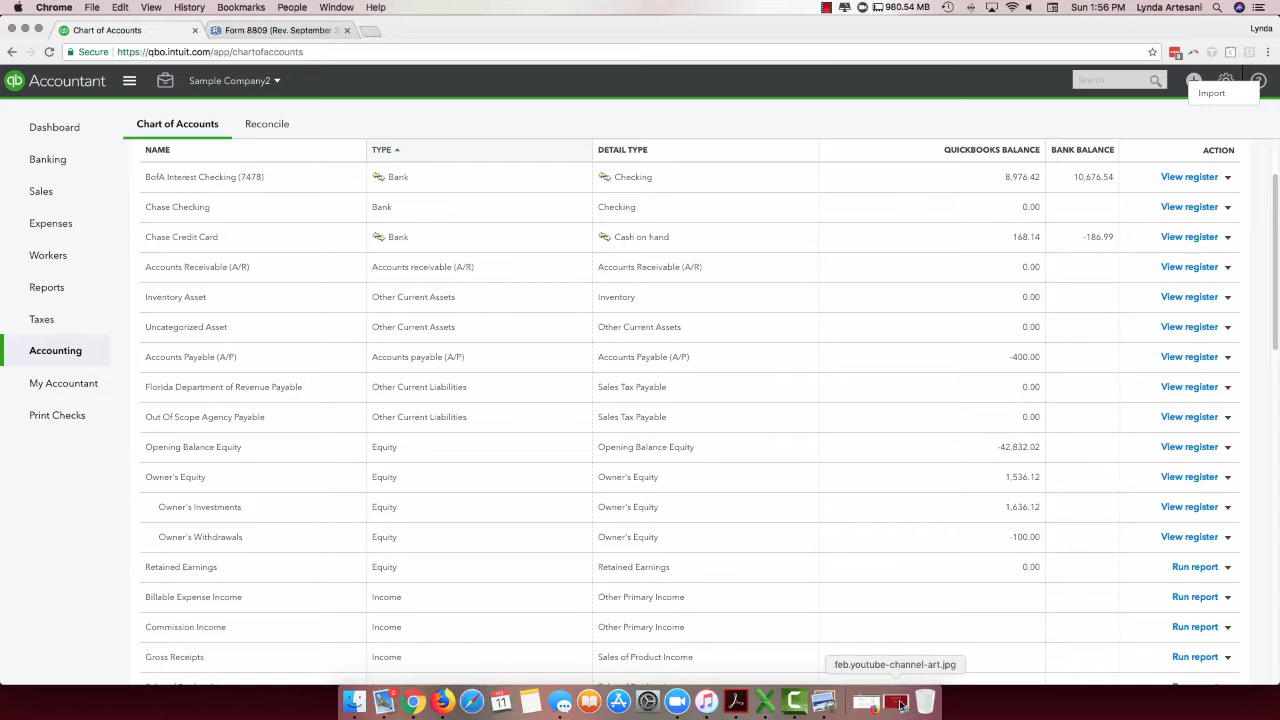 Chrome File Edit View History Bookmarks People Window Help 980.54 MB Sun 1:56 PM Lynda Artesani
Chart of Accounts × Form 8809 (Rev. September 2 × Lynda
Secure https://qbo.intuit.com/app/chartofaccounts
qb Accountant Sample Company2 Search
Import
Dashboard
Banking
Sales
Expenses
Workers
Reports
Taxes
Accounting
My Accountant
Print Checks
Chart of Accounts Reconcile
NAME TYPE DETAIL TYPE QUICKBOOKS BALANCE BANK BALANCE ACTION
BofA Interest Checking (7478) Bank Checking 8,976.42 10,676.54 View register
Chase Checking Bank Checking 0.00 View register
Chase Credit Card Bank Cash on hand 168.14 -186.99 View register
Accounts Receivable (A/R) Accounts receivable (A/R) Accounts Receivable (A/R) 0.00 View register
Inventory Asset Other Current Assets Inventory 0.00 View register
Uncategorized Asset Other Current Assets Other Current Assets 0.00 View register
Accounts Payable (A/P) Accounts payable (A/P) Accounts Payable (A/P) -400.00 View register
Florida Department of Revenue Payable Other Current Liabilities Sales Tax Payable 0.00 View register
Out Of Scope Agency Payable Other Current Liabilities Sales Tax Payable 0.00 View register
Opening Balance Equity Equity Opening Balance Equity -42,832.02 View register
Owner's Equity Equity Owner's Equity 1,536.12 View register
Owner's Investments Equity Owner's Equity 1,636.12 View register
Owner's Withdrawals Equity Owner's Equity -100.00 View register
Retained Earnings Equity Retained Earnings 0.00 Run report
Billable Expense Income Income Other Primary Income Run report
Commission Income Income Other Primary Income Run report
Gross Receipts Income Sales of Product Income Run report
feb.youtube-channel-art.jpg